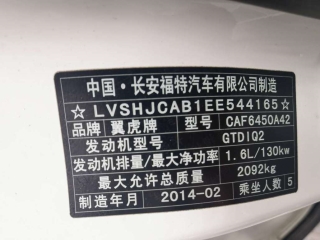 中国·长安福特汽车有限公司制造
☆LVSHJCAB1EE544165☆
品牌 翼虎牌 型号 CAF6450A42
发动机型号 GTDIQ2
发动机排量/最大净功率 1.6L/130kw
最大允许总质量 2092kg
制造年月 2014-02 乘坐人数 5